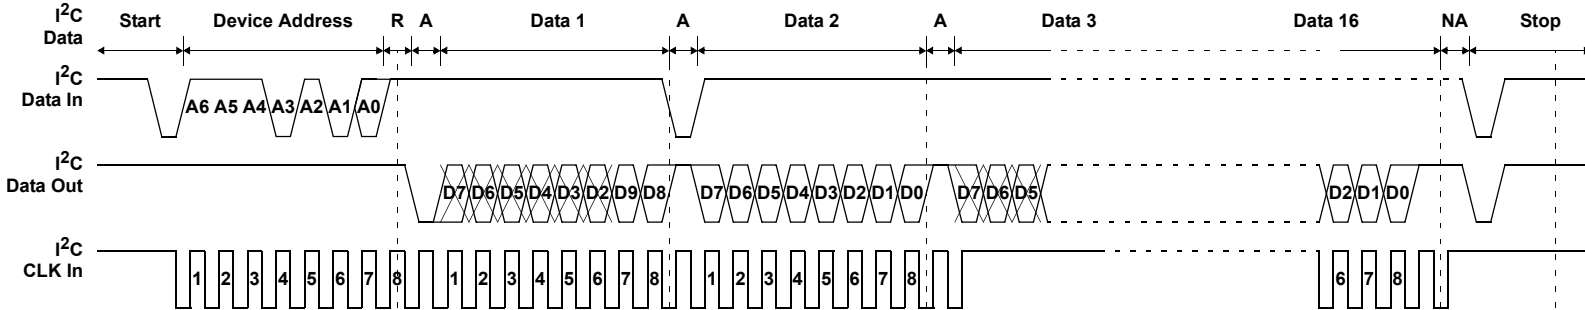 I²C Data Start Device Address R A Data 1 A Data 2 A Data 3 Data 16 NA Stop
I²C Data In A6 A5 A4 A3 A2 A1 A0
I²C Data Out D7 D6 D5 D4 D3 D2 D9 D8 D7 D6 D5 D4 D3 D2 D1 D0 D7 D6 D5 D2 D1 D0
I²C CLK In 1 2 3 4 5 6 7 8 1 2 3 4 5 6 7 8 1 2 3 4 5 6 7 8 6 7 8